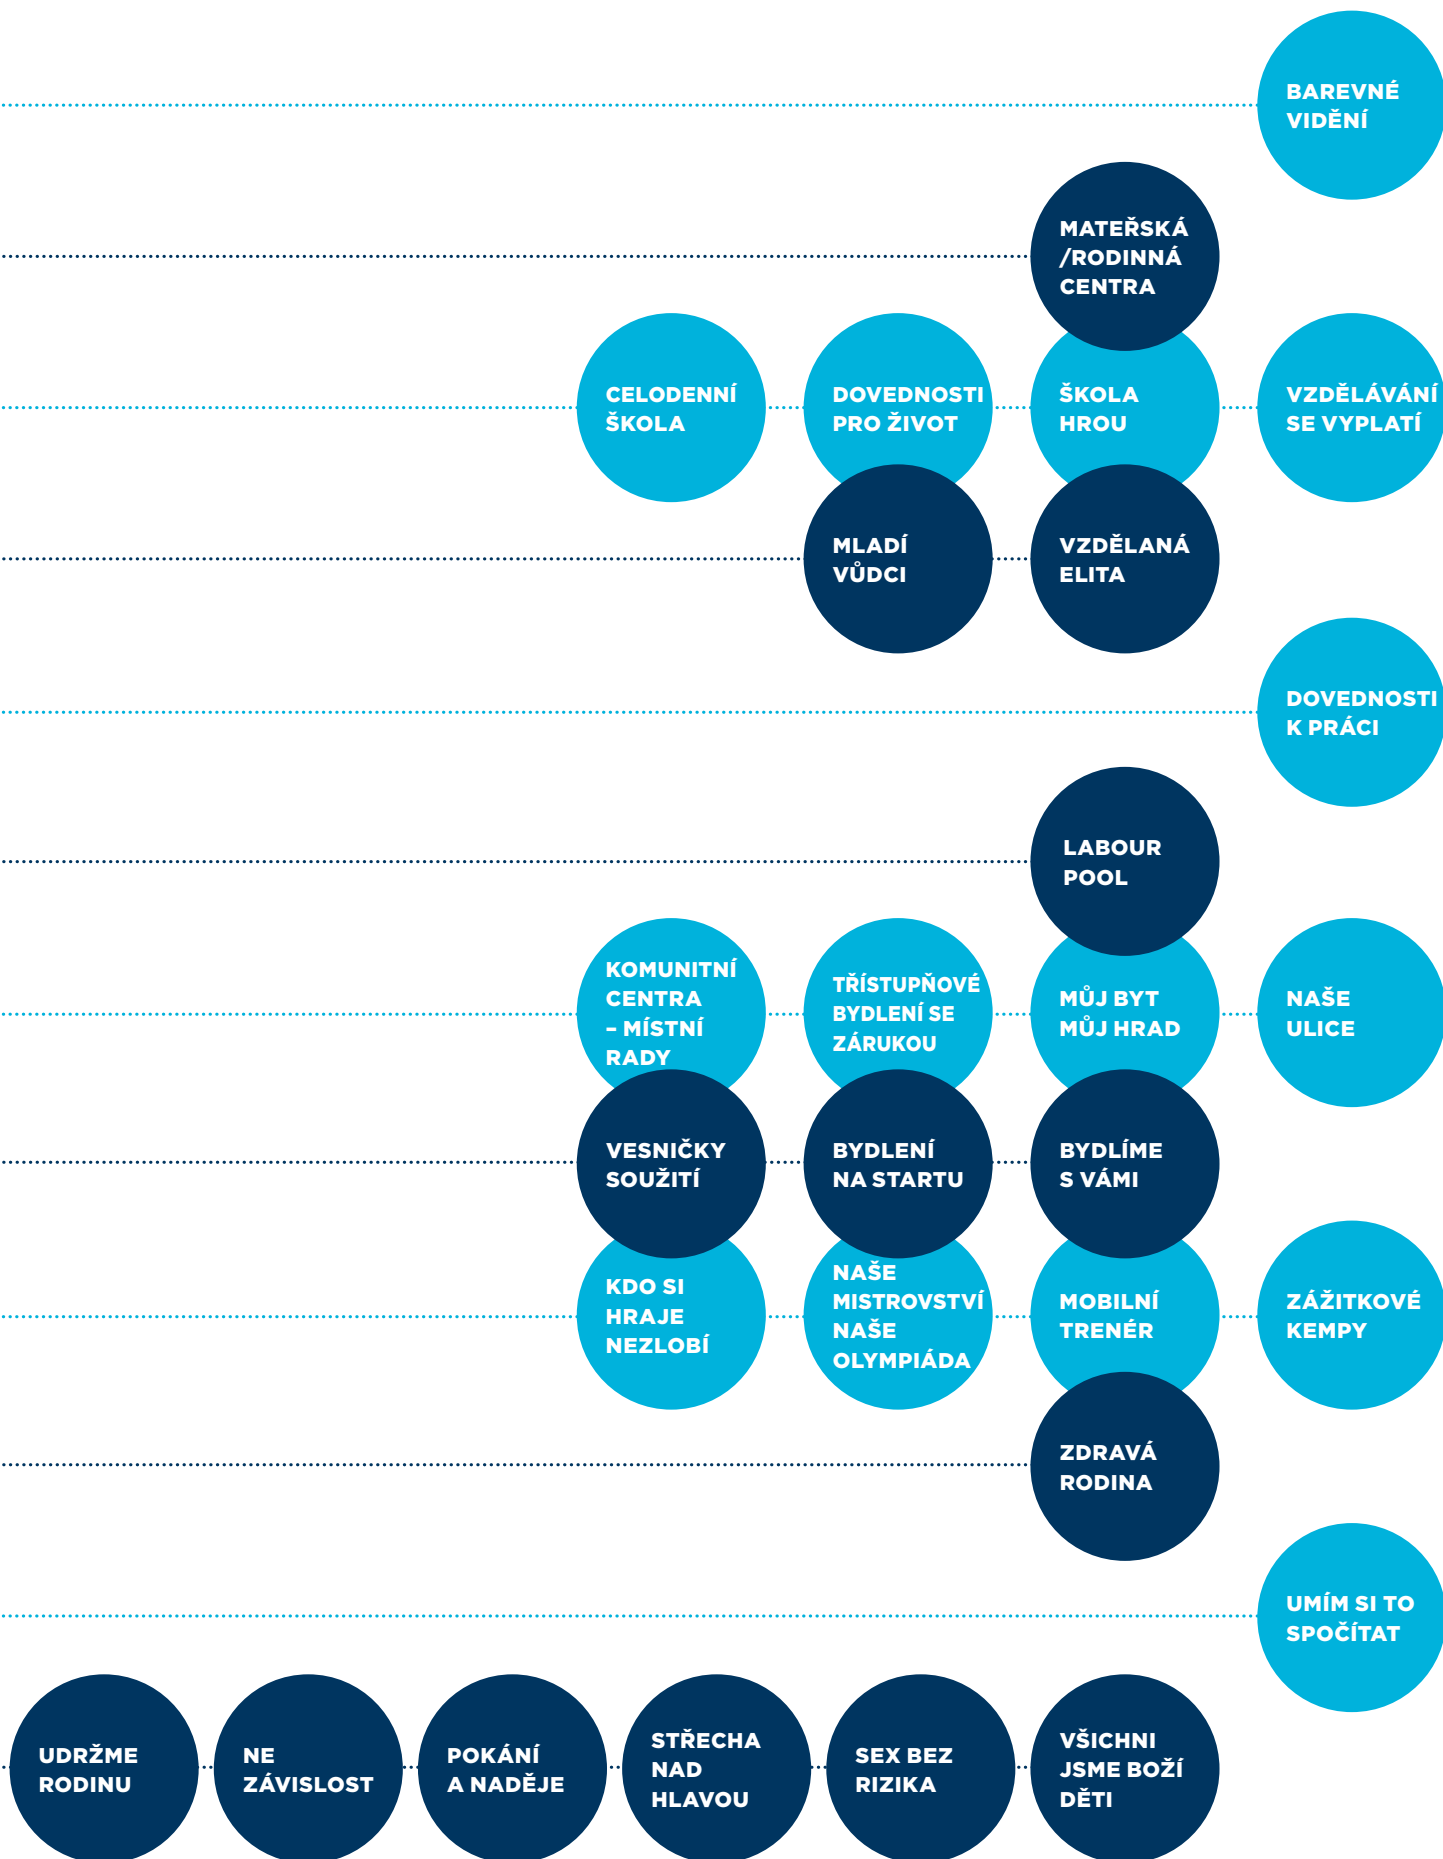 BAREVNÉ
VIDĚNÍ
MATEŘSKÁ
/RODINNÁ
CENTRA
CELODENNÍ
ŠKOLA
DOVEDNOSTI
PRO ŽIVOT
ŠKOLA
HROU
VZDĚLÁVÁNÍ
SE VYPLATÍ
MLADÍ
VŮDCI
VZDĚLANÁ
ELITA
DOVEDNOSTI
K PRÁCI
LABOUR
POOL
KOMUNITNÍ
CENTRA
– MÍSTNÍ
RADY
TŘÍSTUPŇOVÉ
BYDLENÍ SE
ZÁRUKOU
MŮJ BYT
MŮJ HRAD
NAŠE
ULICE
VESNIČKY
SOUŽITÍ
BYDLENÍ
NA STARTU
BYDLÍME
S VÁMI
KDO SI
HRAJE
NEZLOBÍ
NAŠE
MISTROVSTVÍ
NAŠE
OLYMPIÁDA
MOBILNÍ
TRENÉR
ZÁŽITKOVÉ
KEMPY
ZDRAVÁ
RODINA
UMÍM SI TO
SPOČÍTAT
UDRŽME
RODINU
NE
ZÁVISLOST
POKÁNÍ
A NADĚJE
STŘECHA
NAD
HLAVOU
SEX BEZ
RIZIKA
VŠICHNI
JSME BOŽÍ
DĚTI